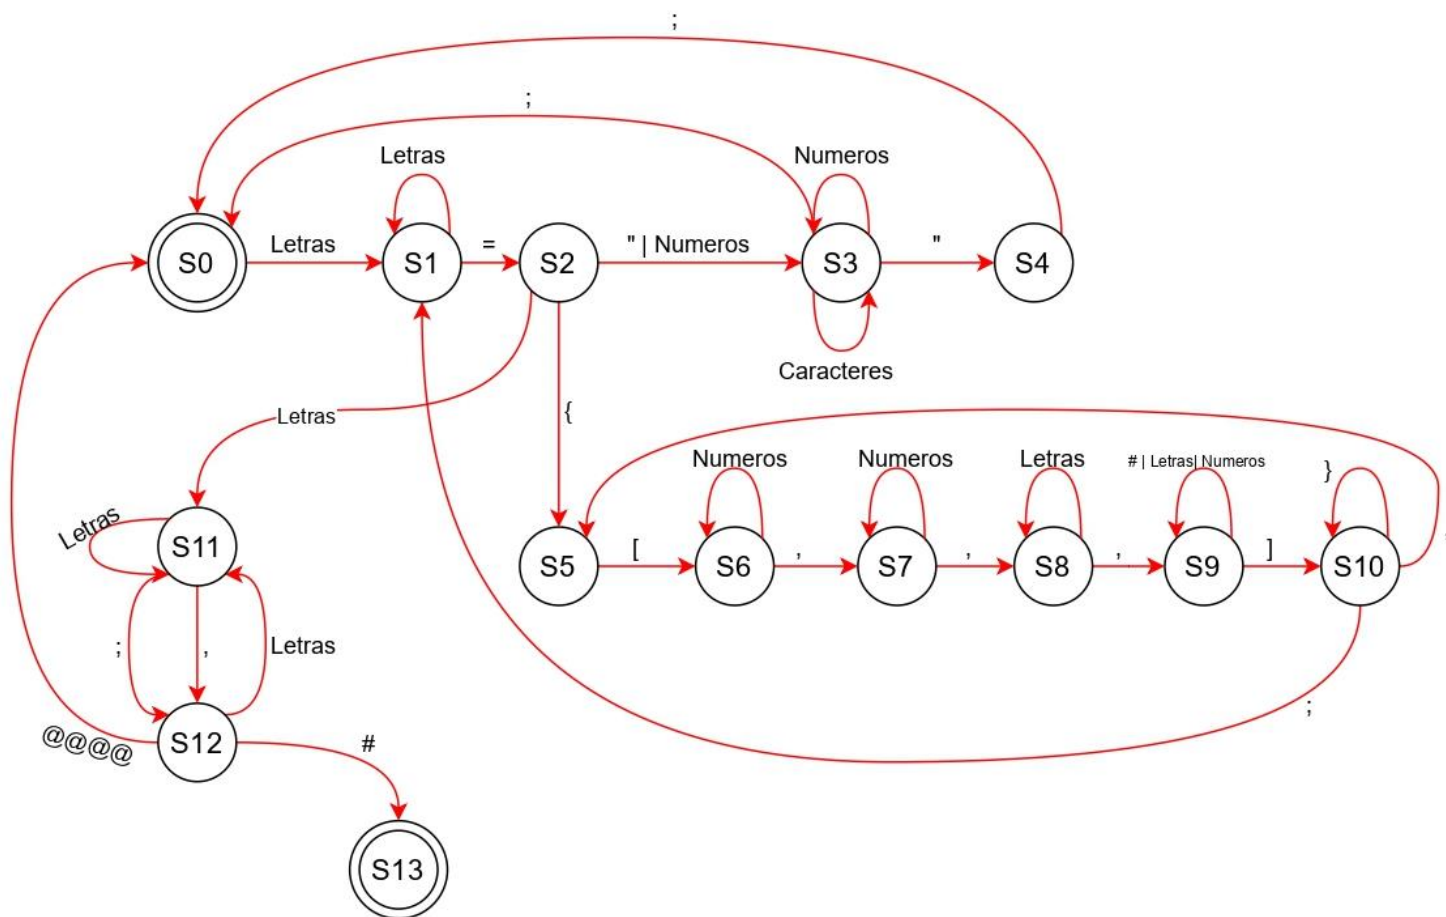 ;
;
Letras
Numeros
S0
Letras
S1
=
S2
" | Numeros
S3
"
S4
Caracteres
Letras
{
Numeros
Numeros
Letras
# | Letras| Numeros
}
Letras
S11
S5
[
S6
,
S7
,
S8
,
S9
]
S10
;
,
Letras
;
@@@@
S12
#
S13